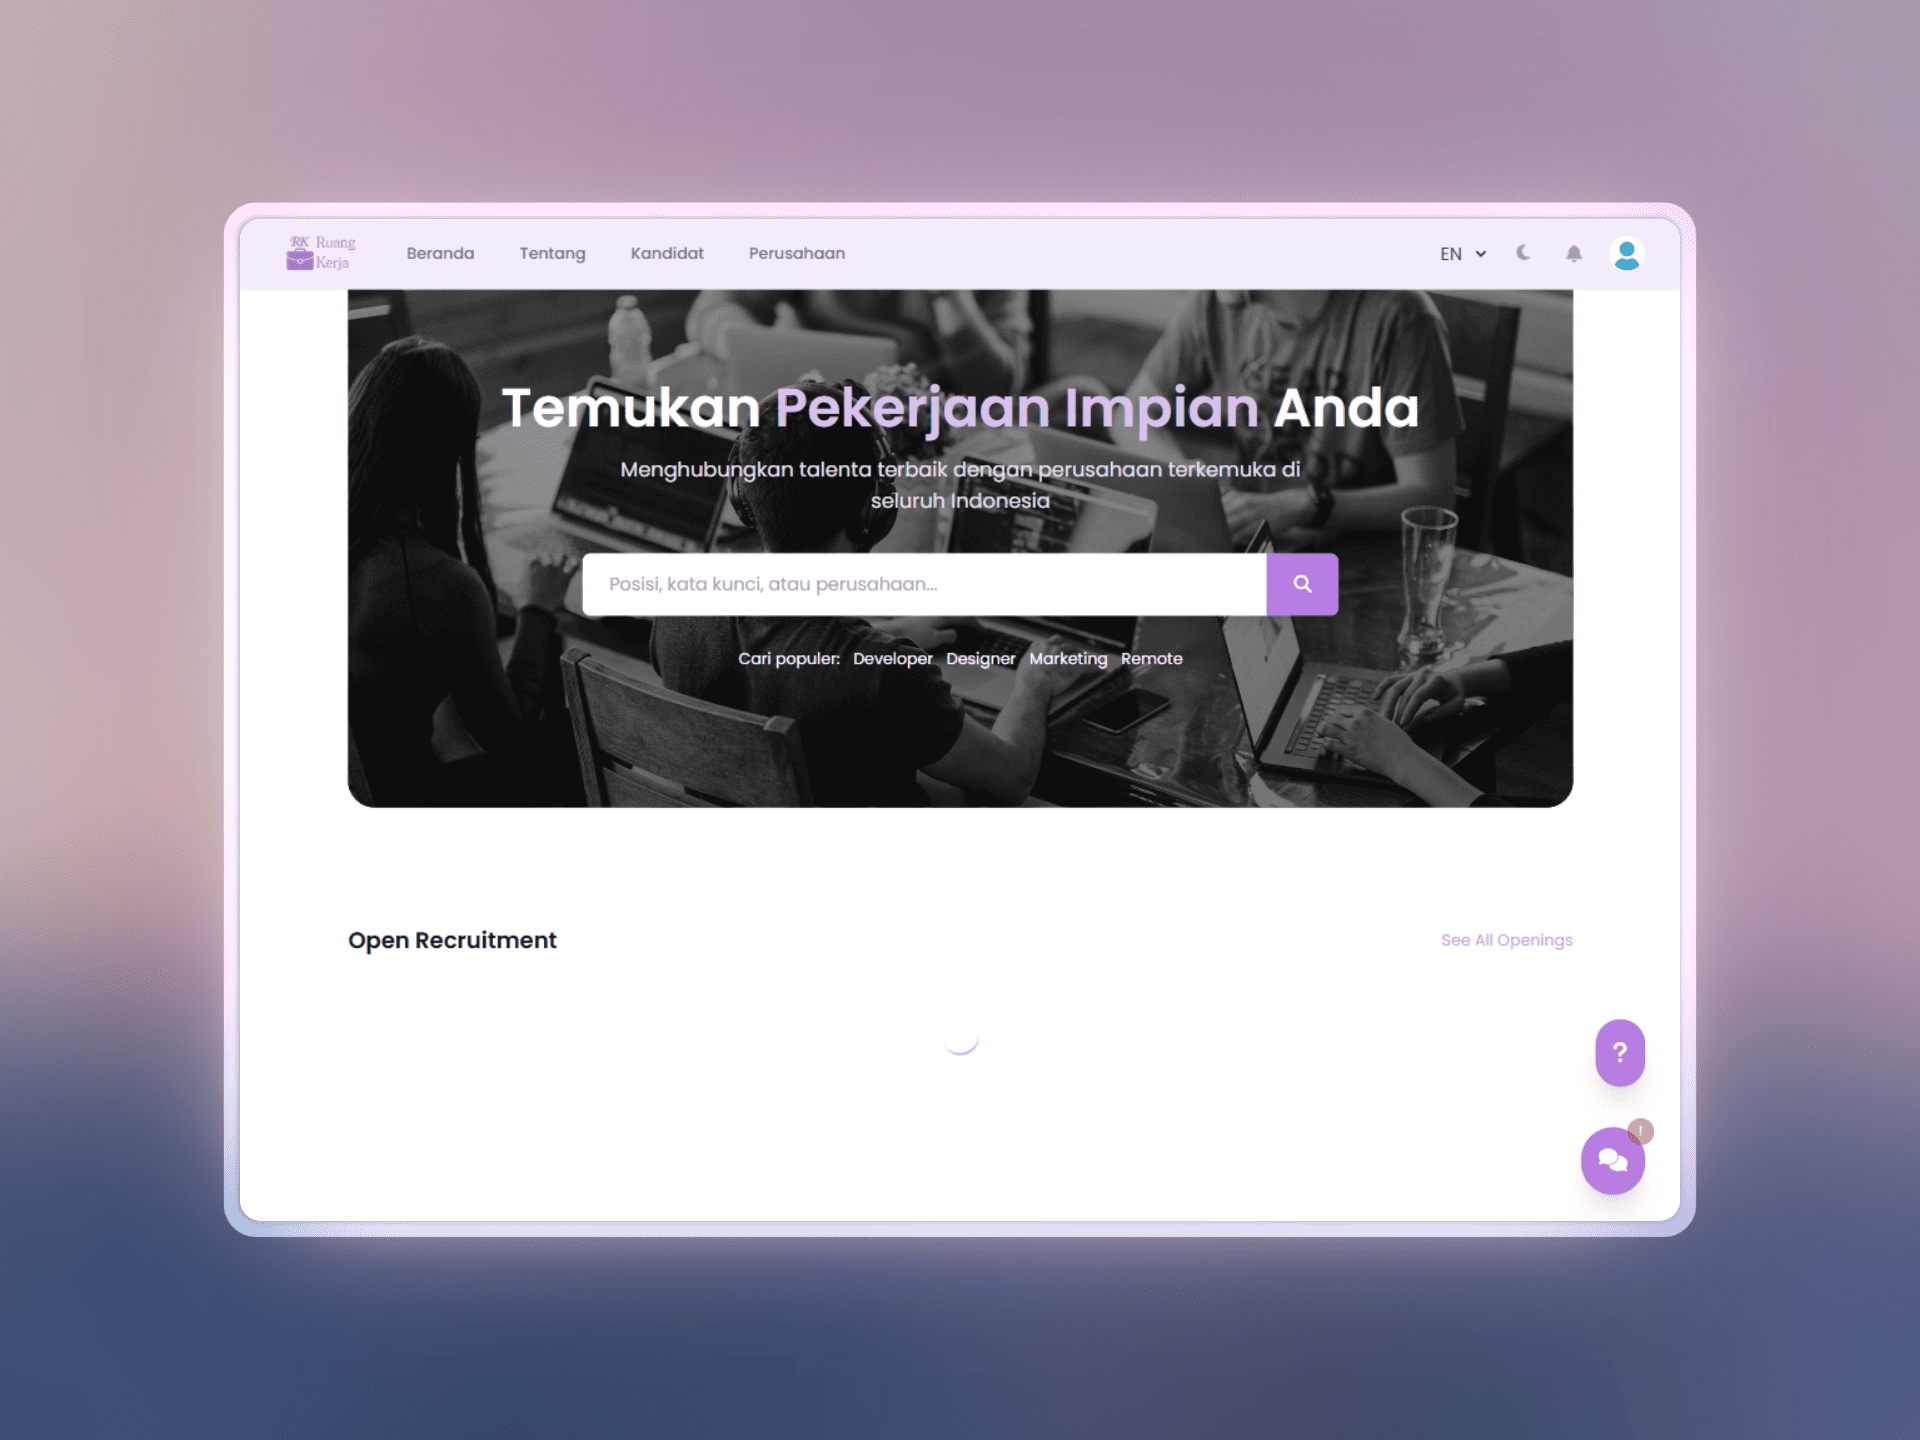 RK Ruang
Kerja
Beranda
Tentang
Kandidat
Perusahaan
EN
Temukan Pekerjaan Impian Anda
Menghubungkan talenta terbaik dengan perusahaan terkemuka di
seluruh Indonesia
Posisi, kata kunci, atau perusahaan...
Cari populer: Developer Designer Marketing Remote
Open Recruitment
See All Openings
?
!